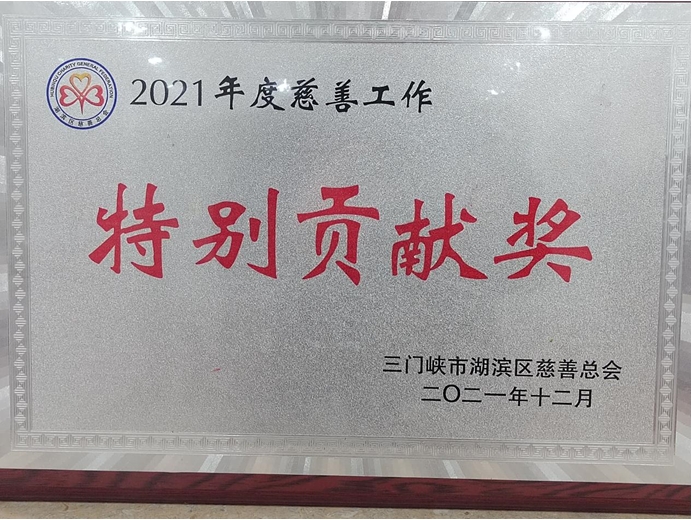 2021年度慈善工作
特别贡献奖
三门峡市湖滨区慈善总会
二〇二一年十二月